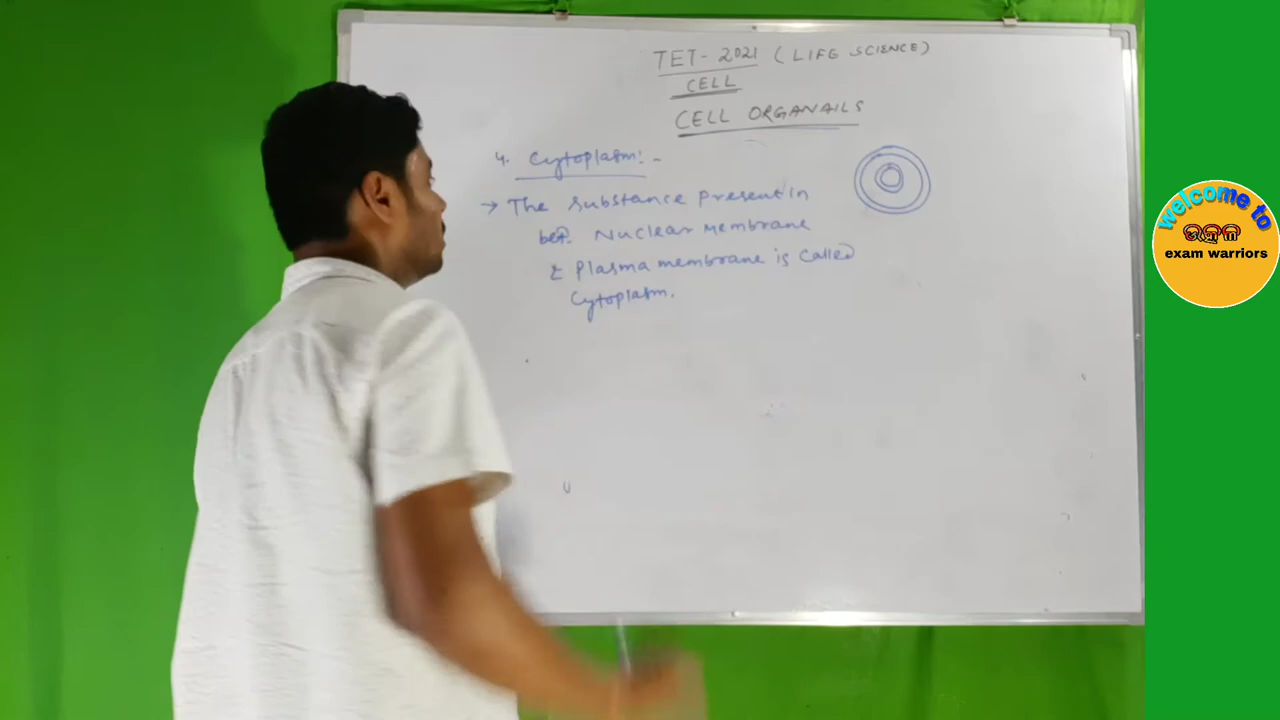 TET- 2021 (LIFE SCIENCE)
CELL
CELL ORGANAILS
4. Cytoplasm:-
→ The substance present in
betn. Nuclear membrane
& Plasma membrane is called
Cytoplasm.
welcome to
exam warriors